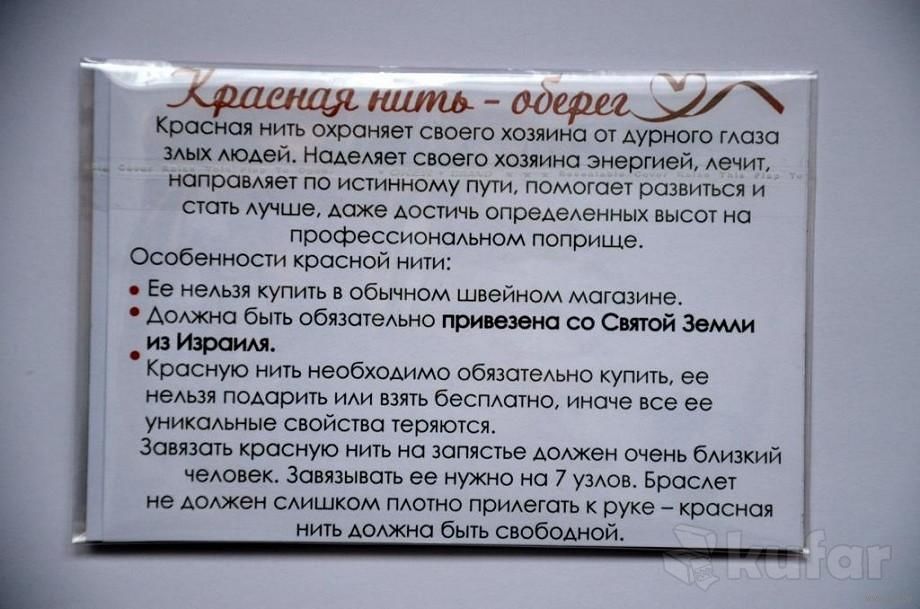 Красная нить - оберег
Красная нить охраняет своего хозяина от дурного глаза
злых людей. Наделяет своего хозяина энергией, лечит,
направляет по истинному пути, помогает развиться и
стать лучше, даже достичь определенных высот на
профессиональном поприще.
Особенности красной нити:
• Ее нельзя купить в обычном швейном магазине.
• Должна быть обязательно привезена со Святой Земли
из Израиля.
• Красную нить необходимо обязательно купить, ее
нельзя подарить или взять бесплатно, иначе все ее
уникальные свойства теряются.
Завязать красную нить на запястье должен очень близкий
человек. Завязывать ее нужно на 7 узлов. Браслет
не должен слишком плотно прилегать к руке – красная
нить должна быть свободной.
kufar